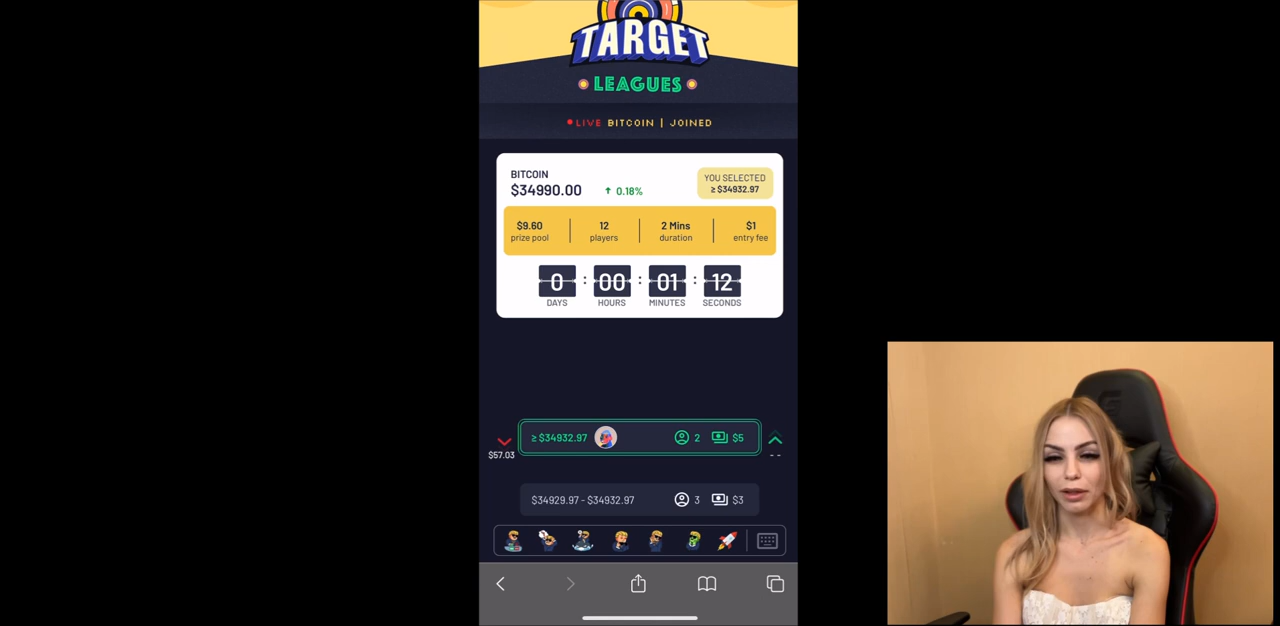 TARGET
LEAGUES
LIVE BITCOIN | JOINED
BITCOIN
$34990.00 ↑ 0.18%
YOU SELECTED
≥ $34932.97
$9.60 12 2 Mins $1
prize pool players duration entry fee
0 : 00 : 01 : 12
DAYS HOURS MINUTES SECONDS
≥ $34932.97 2 $5
$57.03 --
$34929.97 - $34932.97 3 $3